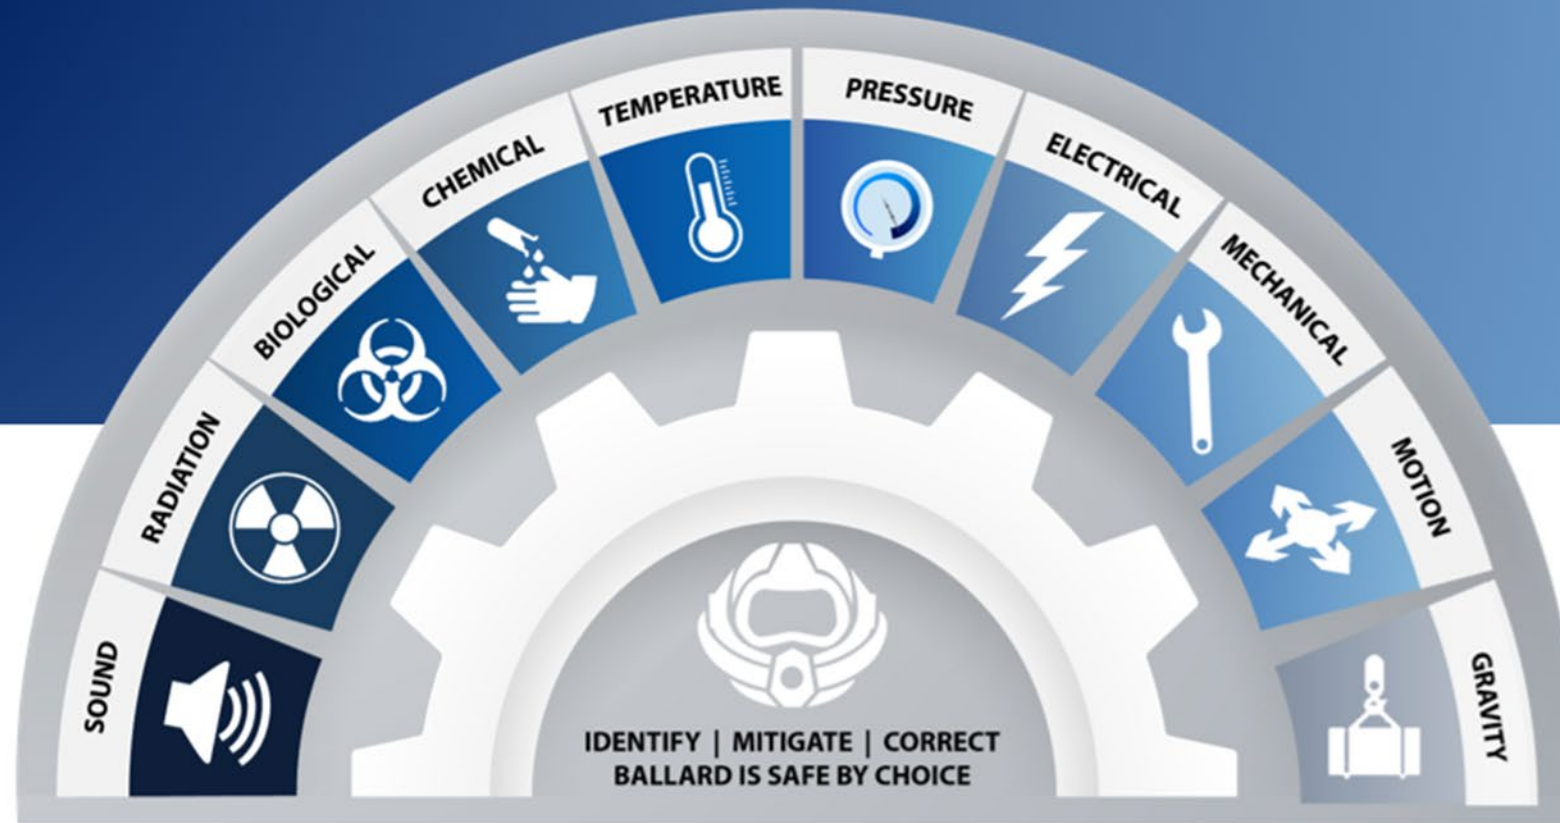 SOUND
RADIATION
BIOLOGICAL
CHEMICAL
TEMPERATURE
PRESSURE
ELECTRICAL
MECHANICAL
MOTION
GRAVITY
IDENTIFY | MITIGATE | CORRECT
BALLARD IS SAFE BY CHOICE